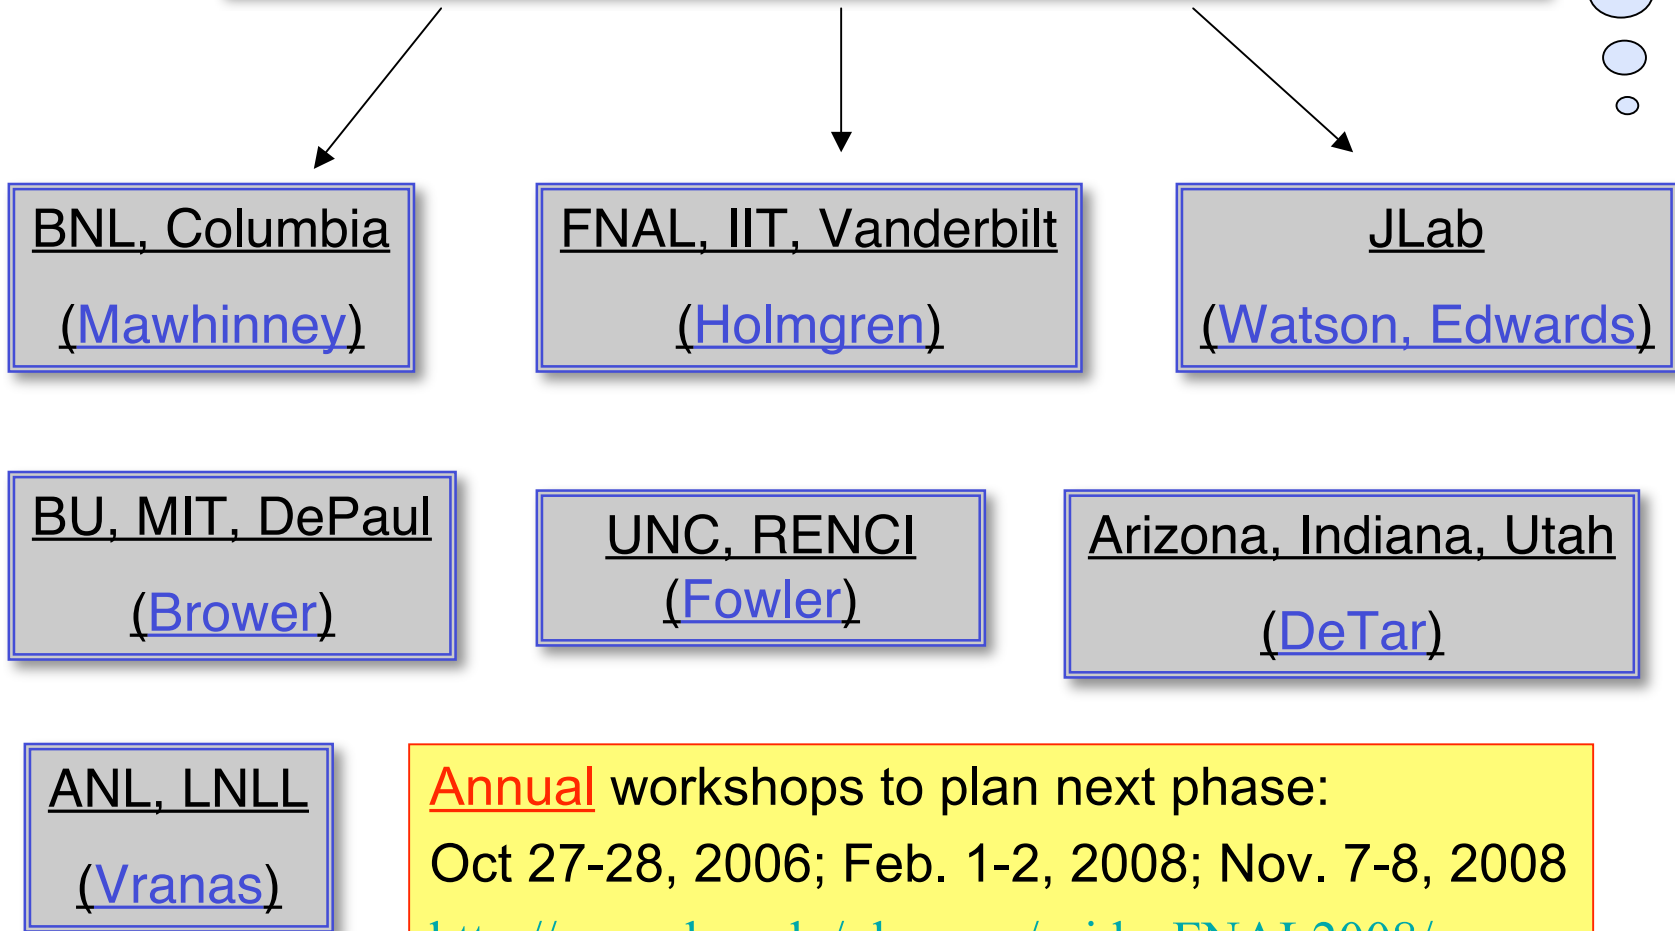 BNL, Columbia
(Mawhinney)
FNAL, IIT, Vanderbilt
(Holmgren)
JLab
(Watson, Edwards)
BU, MIT, DePaul
(Brower)
UNC, RENCI
(Fowler)
Arizona, Indiana, Utah
(DeTar)
ANL, LNLL
(Vranas)
Annual workshops to plan next phase:
Oct 27-28, 2006; Feb. 1-2, 2008; Nov. 7-8, 2008